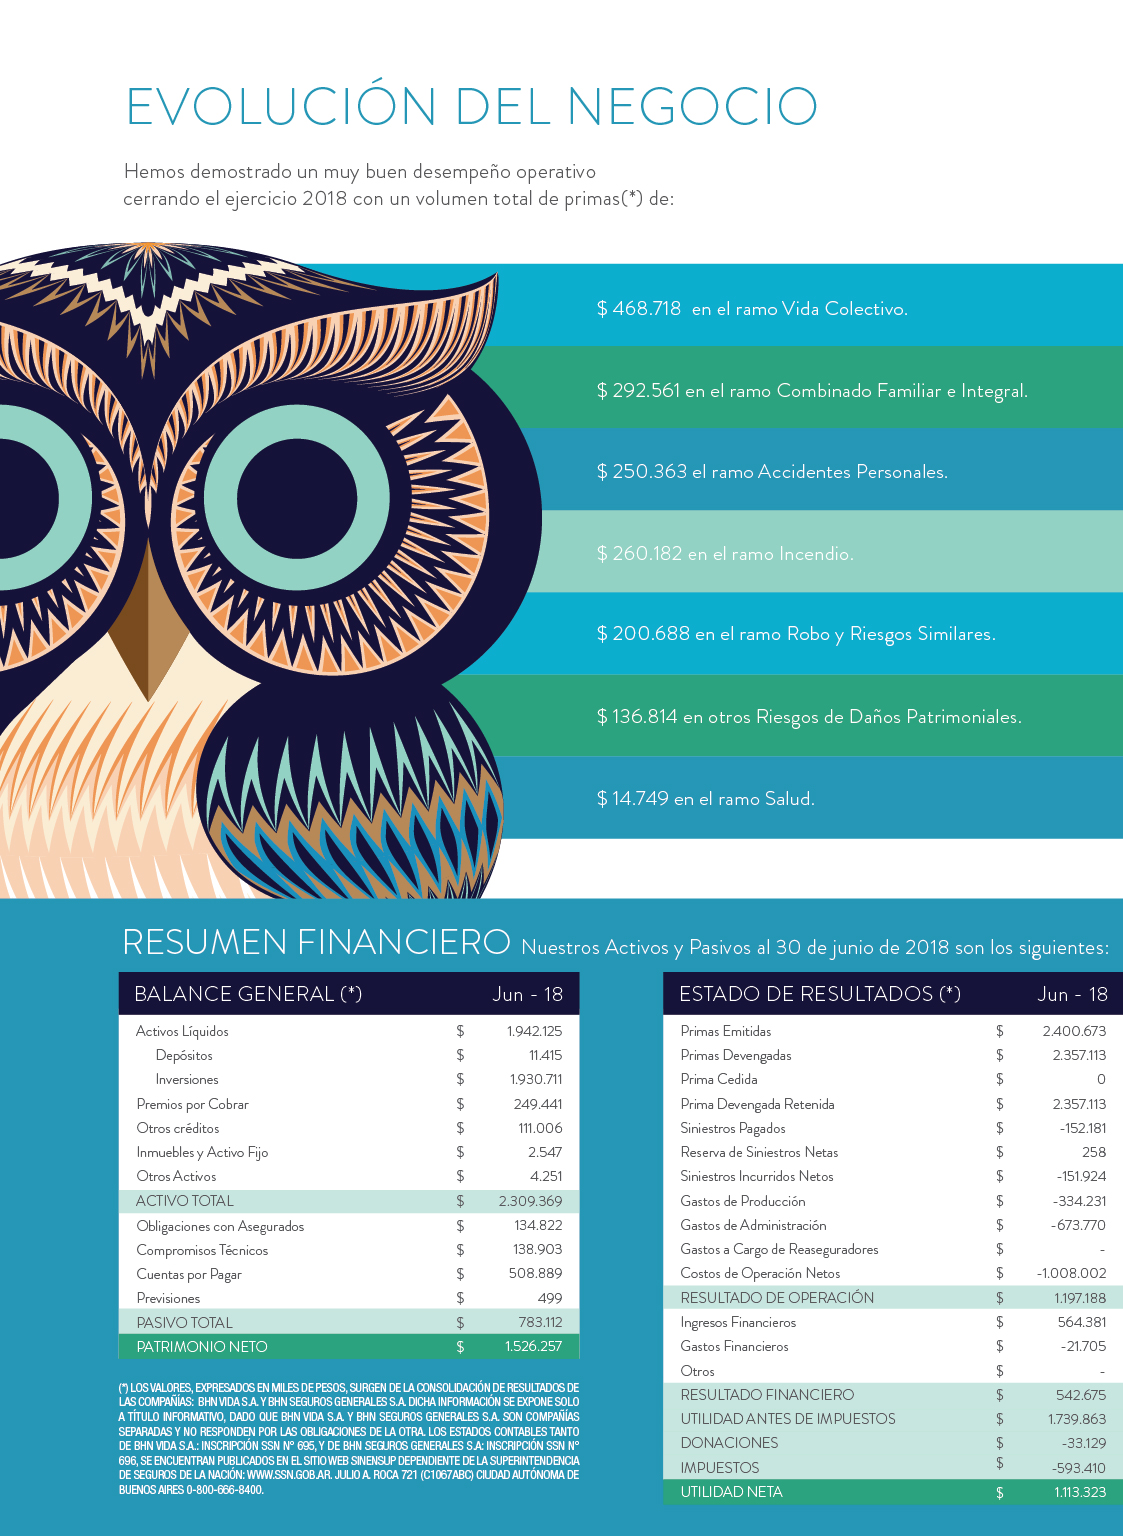 EVOLUCIÓN DEL NEGOCIO
Hemos demostrado un muy buen desempeño operativo
cerrando el ejercicio 2018 con un volumen total de primas(*) de:
$ 468.718 en el ramo Vida Colectivo.
$ 292.561 en el ramo Combinado Familiar e Integral.
$ 250.363 el ramo Accidentes Personales.
$ 260.182 en el ramo Incendio.
$ 200.688 en el ramo Robo y Riesgos Similares.
$ 136.814 en otros Riesgos de Daños Patrimoniales.
$ 14.749 en el ramo Salud.
RESUMEN FINANCIERO Nuestros Activos y Pasivos al 30 de junio de 2018 son los siguientes:
BALANCE GENERAL (*) Jun - 18
Activos Líquidos $ 1.942.125
Depósitos $ 11.415
Inversiones $ 1.930.711
Premios por Cobrar $ 249.441
Otros créditos $ 111.006
Inmuebles y Activo Fijo $ 2.547
Otros Activos $ 4.251
ACTIVO TOTAL $ 2.309.369
Obligaciones con Asegurados $ 134.822
Compromisos Técnicos $ 138.903
Cuentas por Pagar $ 508.889
Previsiones $ 499
PASIVO TOTAL $ 783.112
PATRIMONIO NETO $ 1.526.257
(*) LOS VALORES, EXPRESADOS EN MILES DE PESOS, SURGEN DE LA CONSOLIDACIÓN DE RESULTADOS DE
LAS COMPAÑÍAS: BHN VIDA S.A. Y BHN SEGUROS GENERALES S.A. DICHA INFORMACIÓN SE EXPONE SOLO
A TÍTULO INFORMATIVO, DADO QUE BHN VIDA S.A. Y BHN SEGUROS GENERALES S.A. SON COMPAÑÍAS
SEPARADAS Y NO RESPONDEN POR LAS OBLIGACIONES DE LA OTRA. LOS ESTADOS CONTABLES TANTO
DE BHN VIDA S.A.: INSCRIPCIÓN SSN Nº 695, Y DE BHN SEGUROS GENERALES S.A: INSCRIPCIÓN SSN Nº
696, SE ENCUENTRAN PUBLICADOS EN EL SITIO WEB SINENSUP DEPENDIENTE DE LA SUPERINTENDENCIA
DE SEGUROS DE LA NACIÓN: WWW.SSN.GOB.AR. JULIO A. ROCA 721 (C1067ABC) CIUDAD AUTÓNOMA DE
BUENOS AIRES 0-800-666-8400.
ESTADO DE RESULTADOS (*) Jun - 18
Primas Emitidas $ 2.400.673
Primas Devengadas $ 2.357.113
Prima Cedida $ 0
Prima Devengada Retenida $ 2.357.113
Siniestros Pagados $ -152.181
Reserva de Siniestros Netas $ 258
Siniestros Incurridos Netos $ -151.924
Gastos de Producción $ -334.231
Gastos de Administración $ -673.770
Gastos a Cargo de Reaseguradores $ -
Costos de Operación Netos $ -1.008.002
RESULTADO DE OPERACIÓN $ 1.197.188
Ingresos Financieros $ 564.381
Gastos Financieros $ -21.705
Otros $ -
RESULTADO FINANCIERO $ 542.675
UTILIDAD ANTES DE IMPUESTOS $ 1.739.863
DONACIONES $ -33.129
IMPUESTOS $ -593.410
UTILIDAD NETA $ 1.113.323